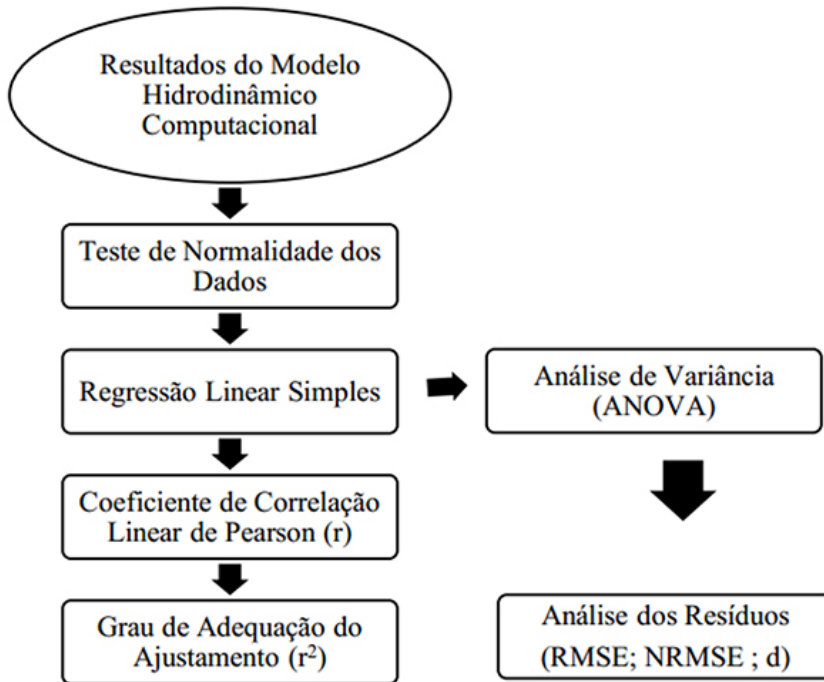 Resultados do Modelo
Hidrodinâmico
Computacional
Teste de Normalidade dos
Dados
Regressão Linear Simples
Análise de Variância
(ANOVA)
Coeficiente de Correlação
Linear de Pearson (r)
Grau de Adequação do
Ajustamento (r²)
Análise dos Resíduos
(RMSE; NRMSE ; d)